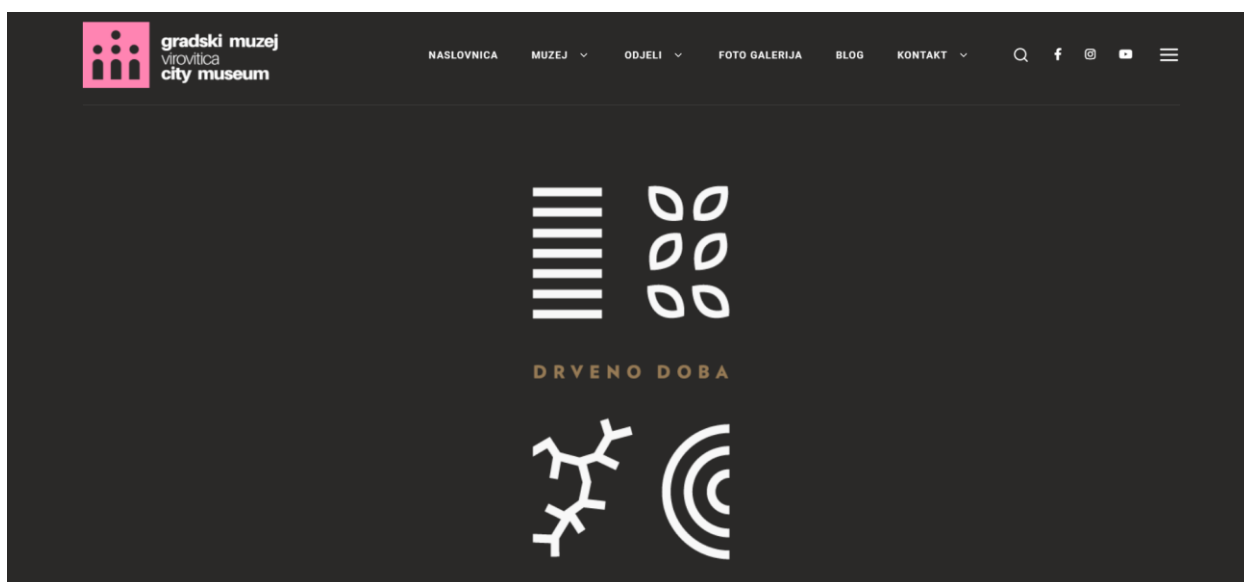 gradski muzej
virovitica
city museum
NASLOVNICA MUZEJ ODJELI FOTO GALERIJA BLOG KONTAKT
DRVENO DOBA